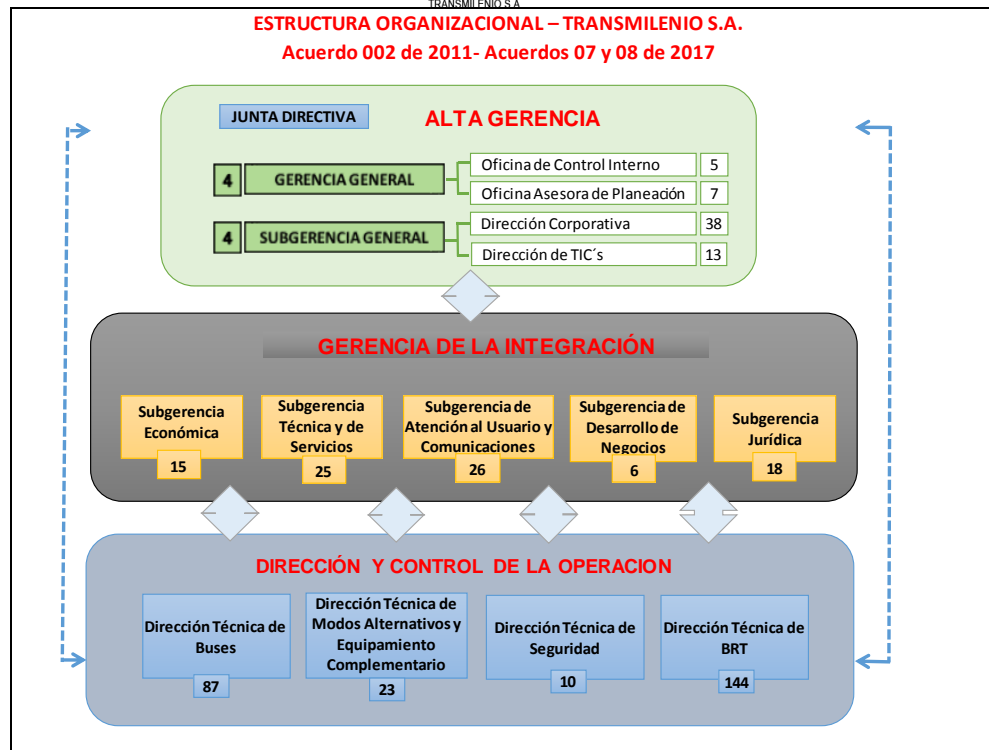 TRANSMILENIO S.A.
ESTRUCTURA ORGANIZACIONAL – TRANSMILENIO S.A.
Acuerdo 002 de 2011- Acuerdos 07 y 08 de 2017
JUNTA DIRECTIVA
ALTA GERENCIA
4
GERENCIA GENERAL
Oficina de Control Interno
5
Oficina Asesora de Planeación
7
4
SUBGERENCIA GENERAL
Dirección Corporativa
38
Dirección de TIC´s
13
GERENCIA DE LA INTEGRACIÓN
Subgerencia
Económica
15
Subgerencia
Técnica y de
Servicios
25
Subgerencia de
Atención al Usuario y
Comunicaciones
26
Subgerencia de
Desarrollo de
Negocios
6
Subgerencia
Jurídica
18
DIRECCIÓN Y CONTROL DE LA OPERACION
Dirección Técnica de
Buses
87
Dirección Técnica de
Modos Alternativos y
Equipamiento
Complementario
23
Dirección Técnica de
Seguridad
10
Dirección Técnica de
BRT
144